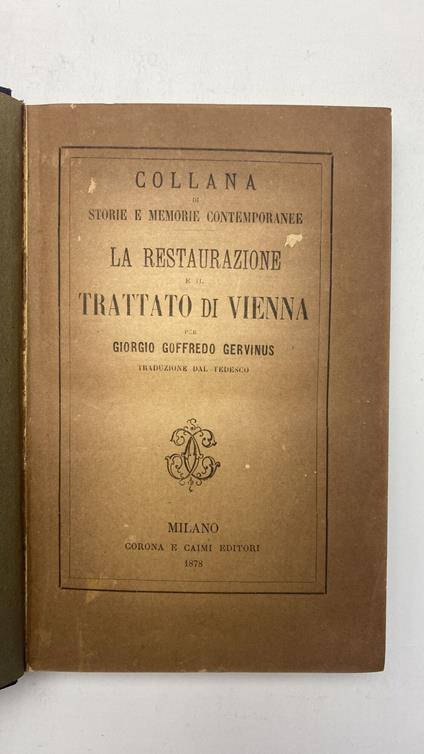 COLLANA
DI
STORIE E MEMORIE CONTEMPORANEE
LA RESTAURAZIONE
E IL
TRATTATO DI VIENNA
PER
GIORGIO GOFFREDO GERVINUS
TRADUZIONE DAL TEDESCO
MILANO
CORONA E CAIMI EDITORI
1878